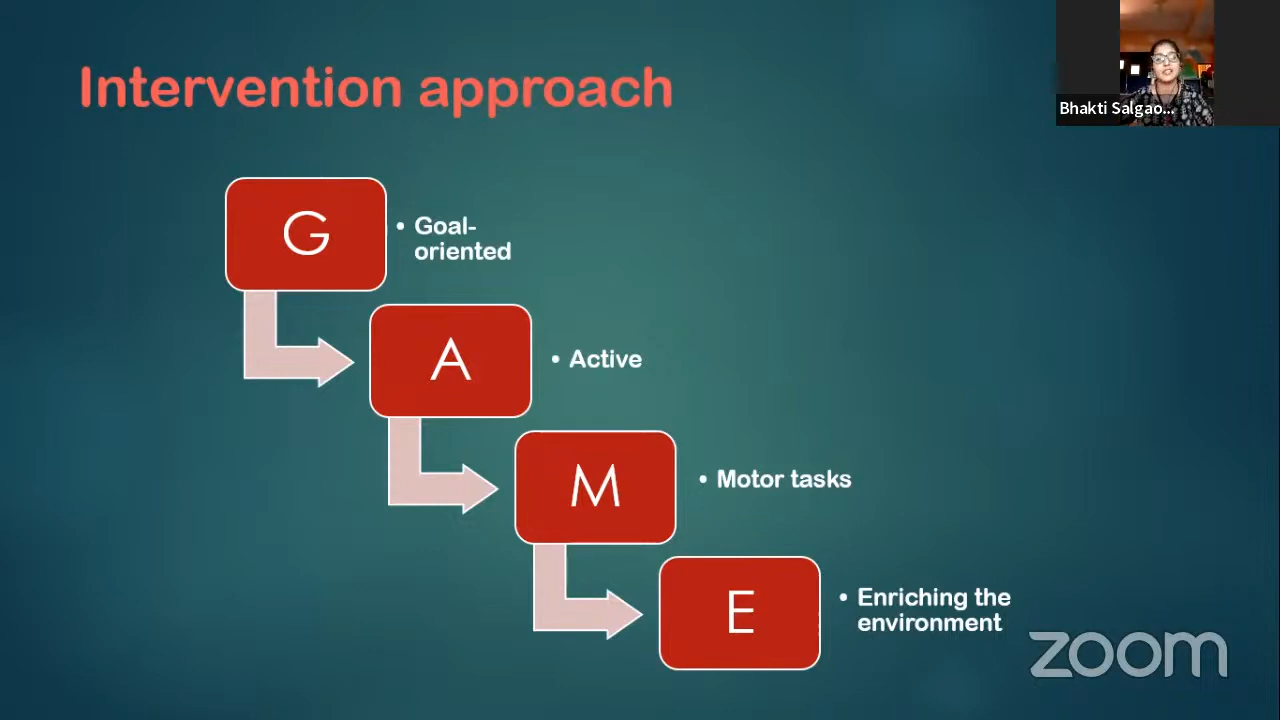 Intervention approach
Bhakti Salgao...
G
• Goal-
oriented
A
• Active
M
• Motor tasks
E
• Enriching the
environment
zoom